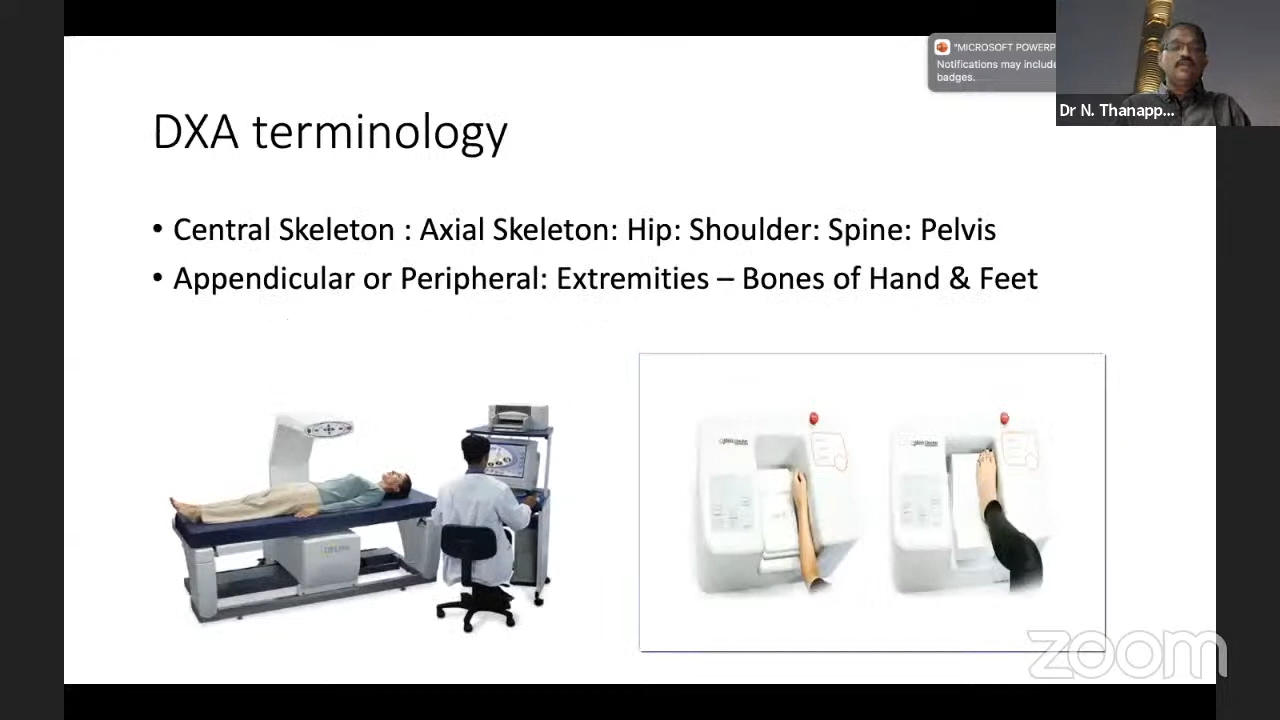 "MICROSOFT POWERP
Notifications may include
badges.
Dr N. Thanapp...
DXA terminology
• Central Skeleton : Axial Skeleton: Hip: Shoulder: Spine: Pelvis
• Appendicular or Peripheral: Extremities – Bones of Hand & Feet
zoom